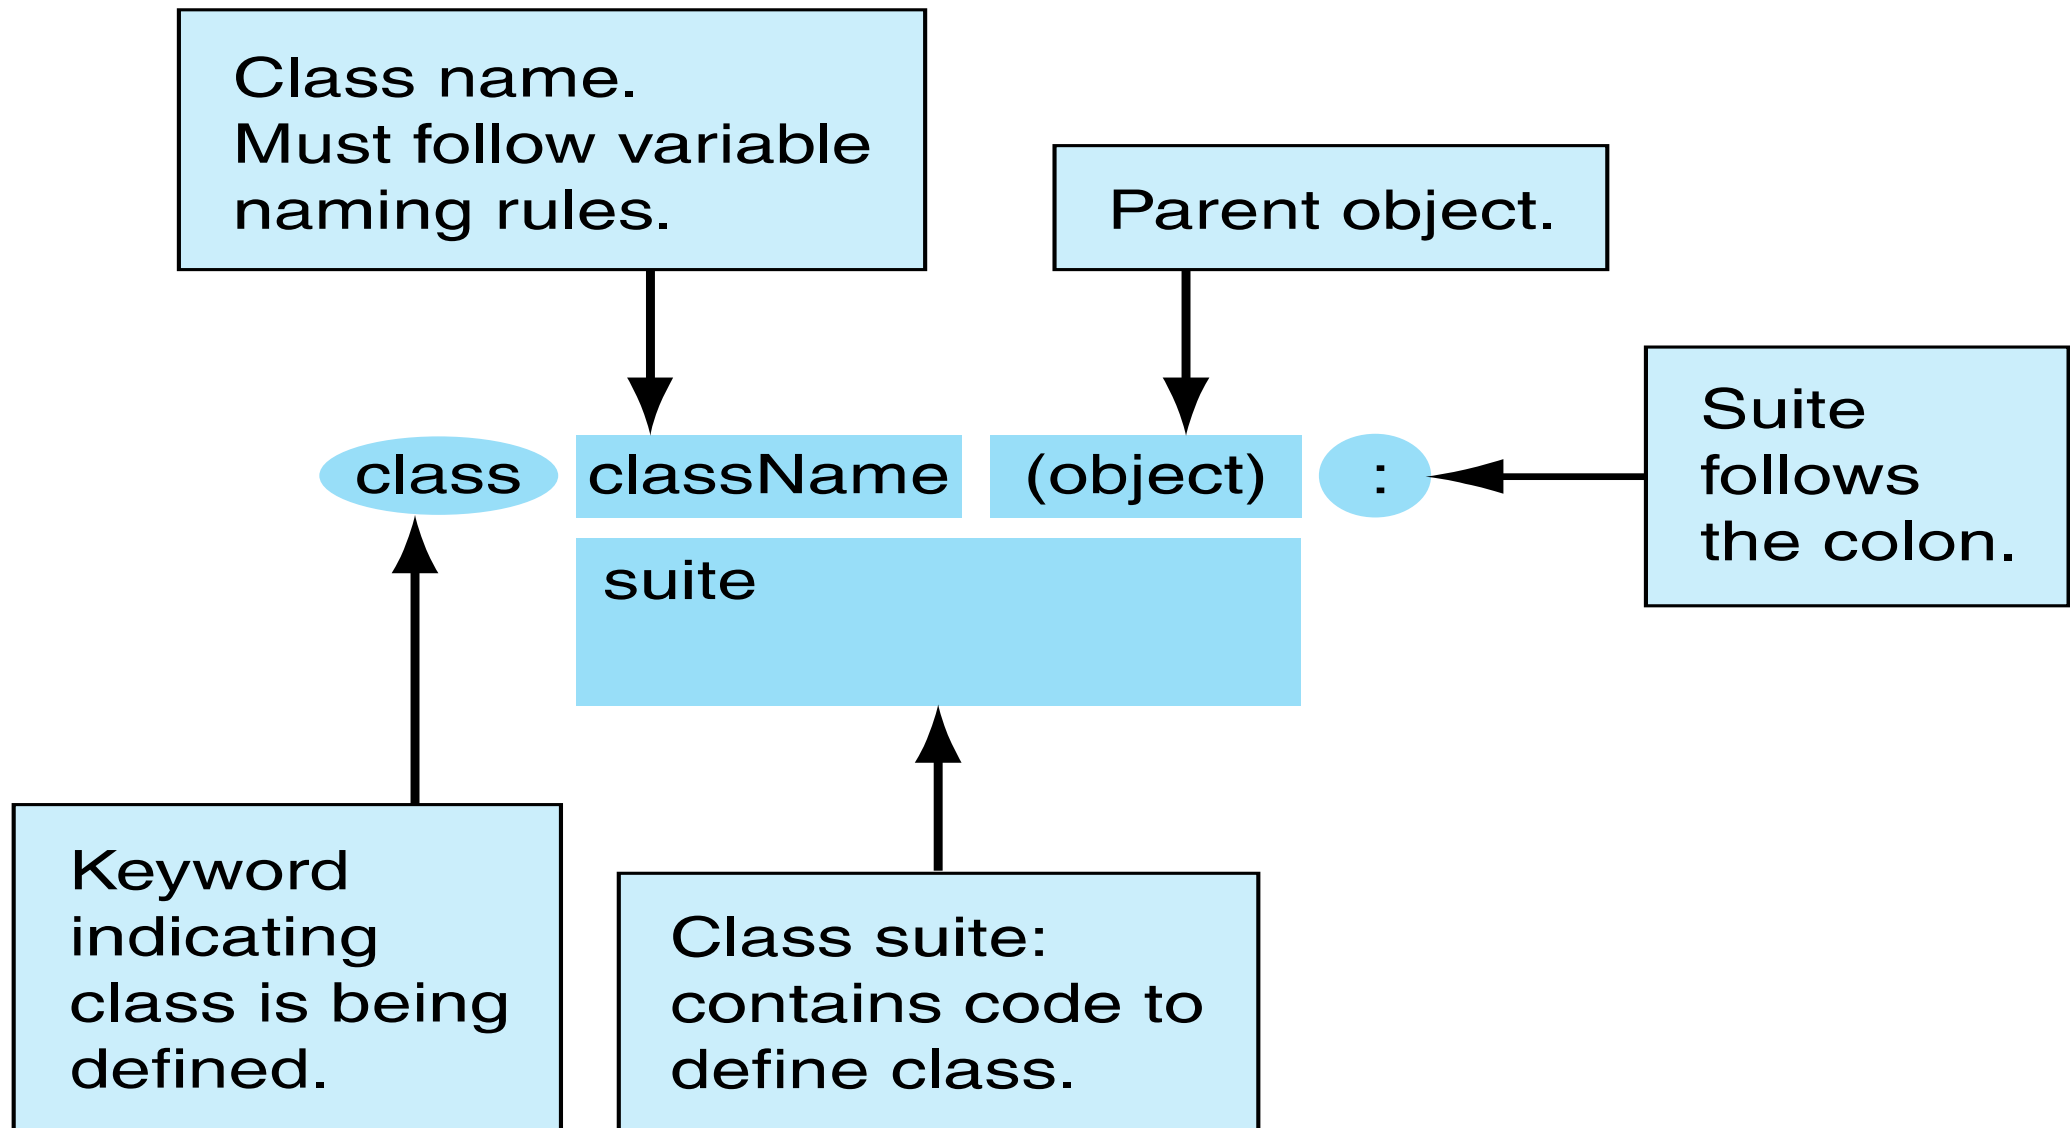 Class name.
Must follow variable
naming rules.
Parent object.
Suite
follows
the colon.
class className (object) :
suite
Keyword
indicating
class is being
defined.
Class suite:
contains code to
define class.